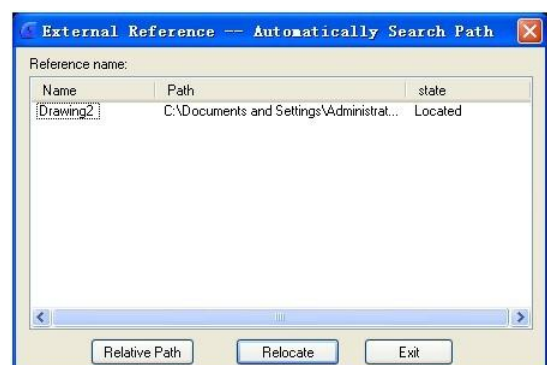 External Reference -- Automatically Search Path
Reference name:
Name Path state
Drawing2 C:\Documents and Settings\Administrat... Located
Relative Path Relocate Exit